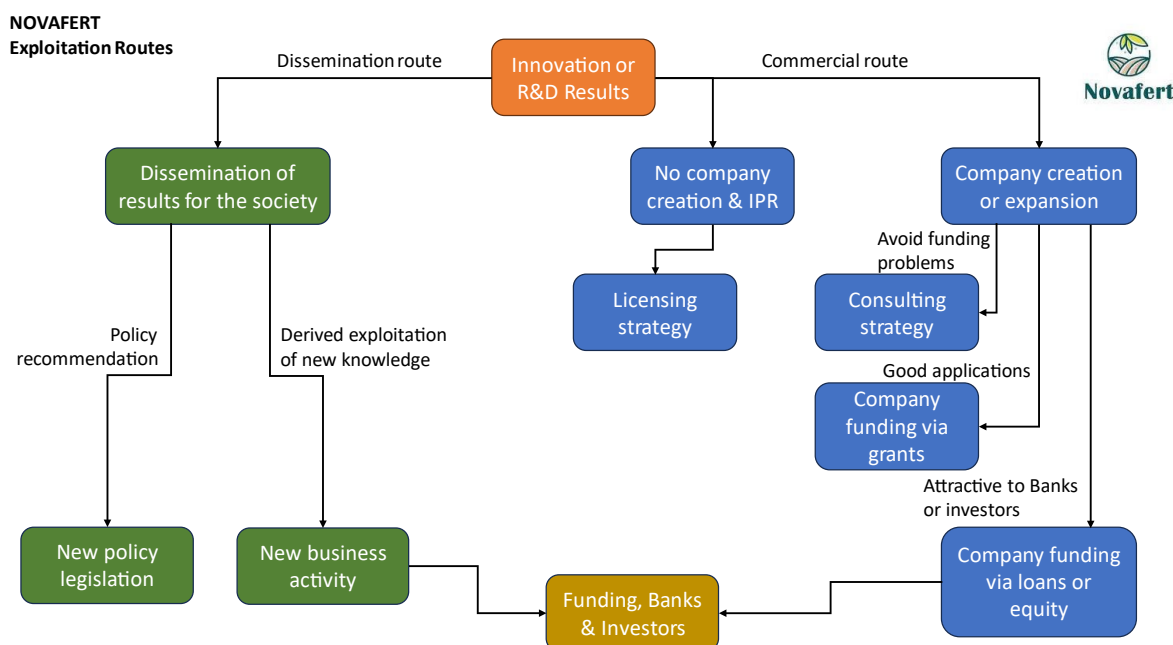 NOVAFERT
Exploitation Routes
Dissemination route
Innovation or
R&D Results
Commercial route
Novafert
Dissemination of
results for the society
No company
creation & IPR
Company creation
or expansion
Avoid funding
problems
Licensing
strategy
Consulting
strategy
Policy
recommendation
Derived exploitation
of new knowledge
Good applications
Company
funding via
grants
Attractive to Banks
or investors
New policy
legislation
New business
activity
Funding, Banks
& Investors
Company funding
via loans or
equity